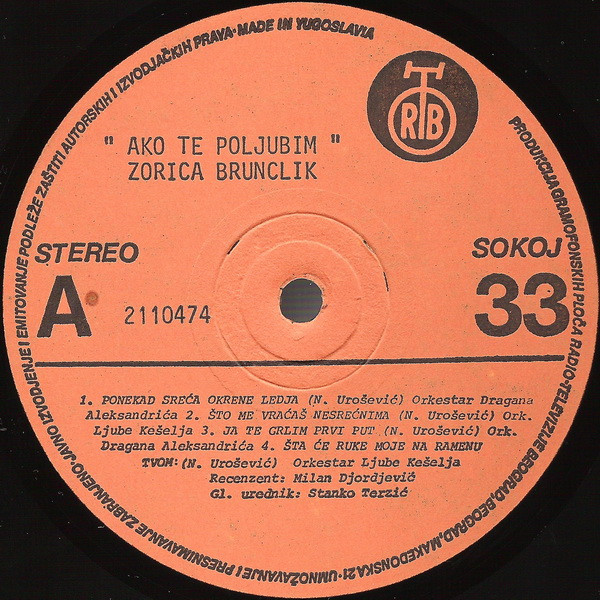 PRODUKCIJA GRAMOFONSKIH PLOČA RADIO-TELEVIZIJE BEOGRAD, BEOGRAD, MAKEDONSKA 21 · UMNOŽAVANJE I PRESNIMAVANJE ZABRANJENO · JAVNO IZVODJENJE I EMITOVANJE PODLEŽE ZAŠTITI AUTORSKIH I IZVODJAČKIH PRAVA · MADE IN YUGOSLAVIA
RTB
" AKO TE POLJUBIM "
ZORICA BRUNCLIK
STEREO
SOKOJ
A
2110474
33
1. PONEKAD SREĆA OKRENE LEDJA (N. Urošević) Orkestar Dragana
Aleksandrića 2. ŠTO ME VRAĆAŠ NESREĆNIMA (N. Urošević) Ork.
Ljube Kešelja 3. JA TE GRLIM PRVI PUT (N. Urošević) Ork.
Dragana Aleksandrića 4. ŠTA ĆE RUKE MOJE NA RAMENU
TVOM: (N. Urošević) Orkestar Ljube Kešelja
Recenzent: Milan Djordjević
Gl. urednik: Stanko Terzić